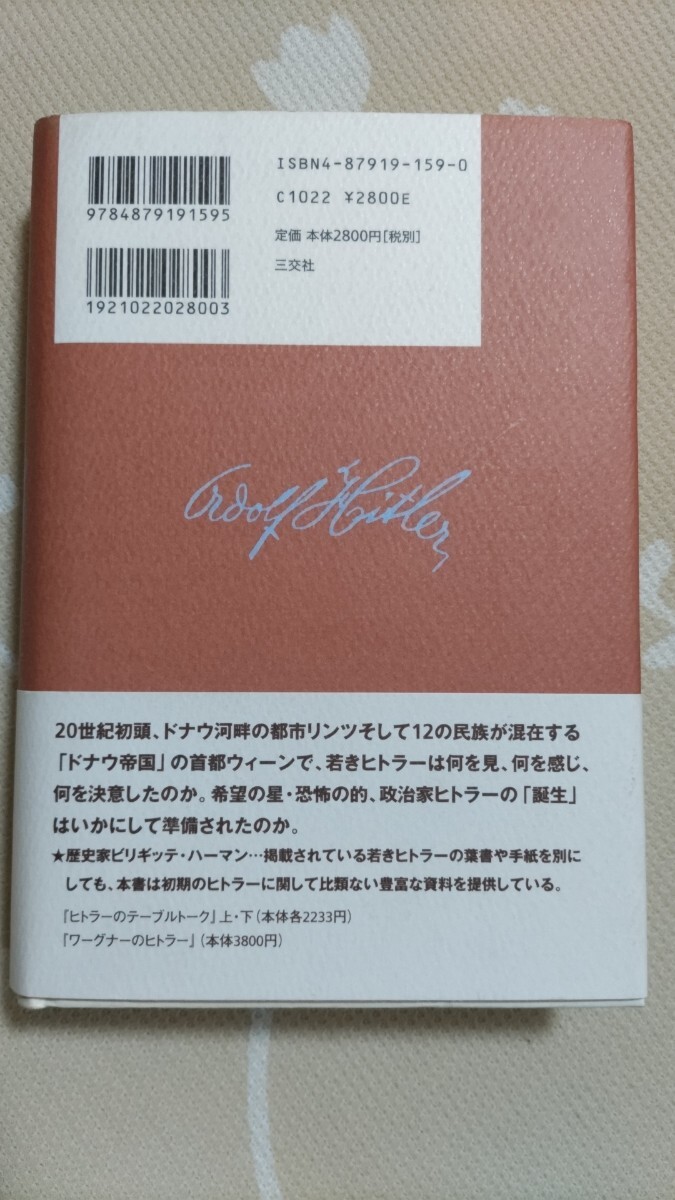 ISBN4-87919-159-0
C1022 ¥2800E
定価 本体2800円[税別]
三交社
9784879191595
1921022028003
Adolf Hitler
20世紀初頭、ドナウ河畔の都市リンツそして12の民族が混在する
「ドナウ帝国」の首都ウィーンで、若きヒトラーは何を見、何を感じ、
何を決意したのか。希望の星・恐怖の的、政治家ヒトラーの「誕生」
はいかにして準備されたのか。
★歴史家ビリギッテ・ハーマン…掲載されている若きヒトラーの葉書や手紙を別に
しても、本書は初期のヒトラーに関して比類ない豊富な資料を提供している。
『ヒトラーのテーブルトーク』上・下(本体各2233円)
『ワーグナーのヒトラー』(本体3800円)